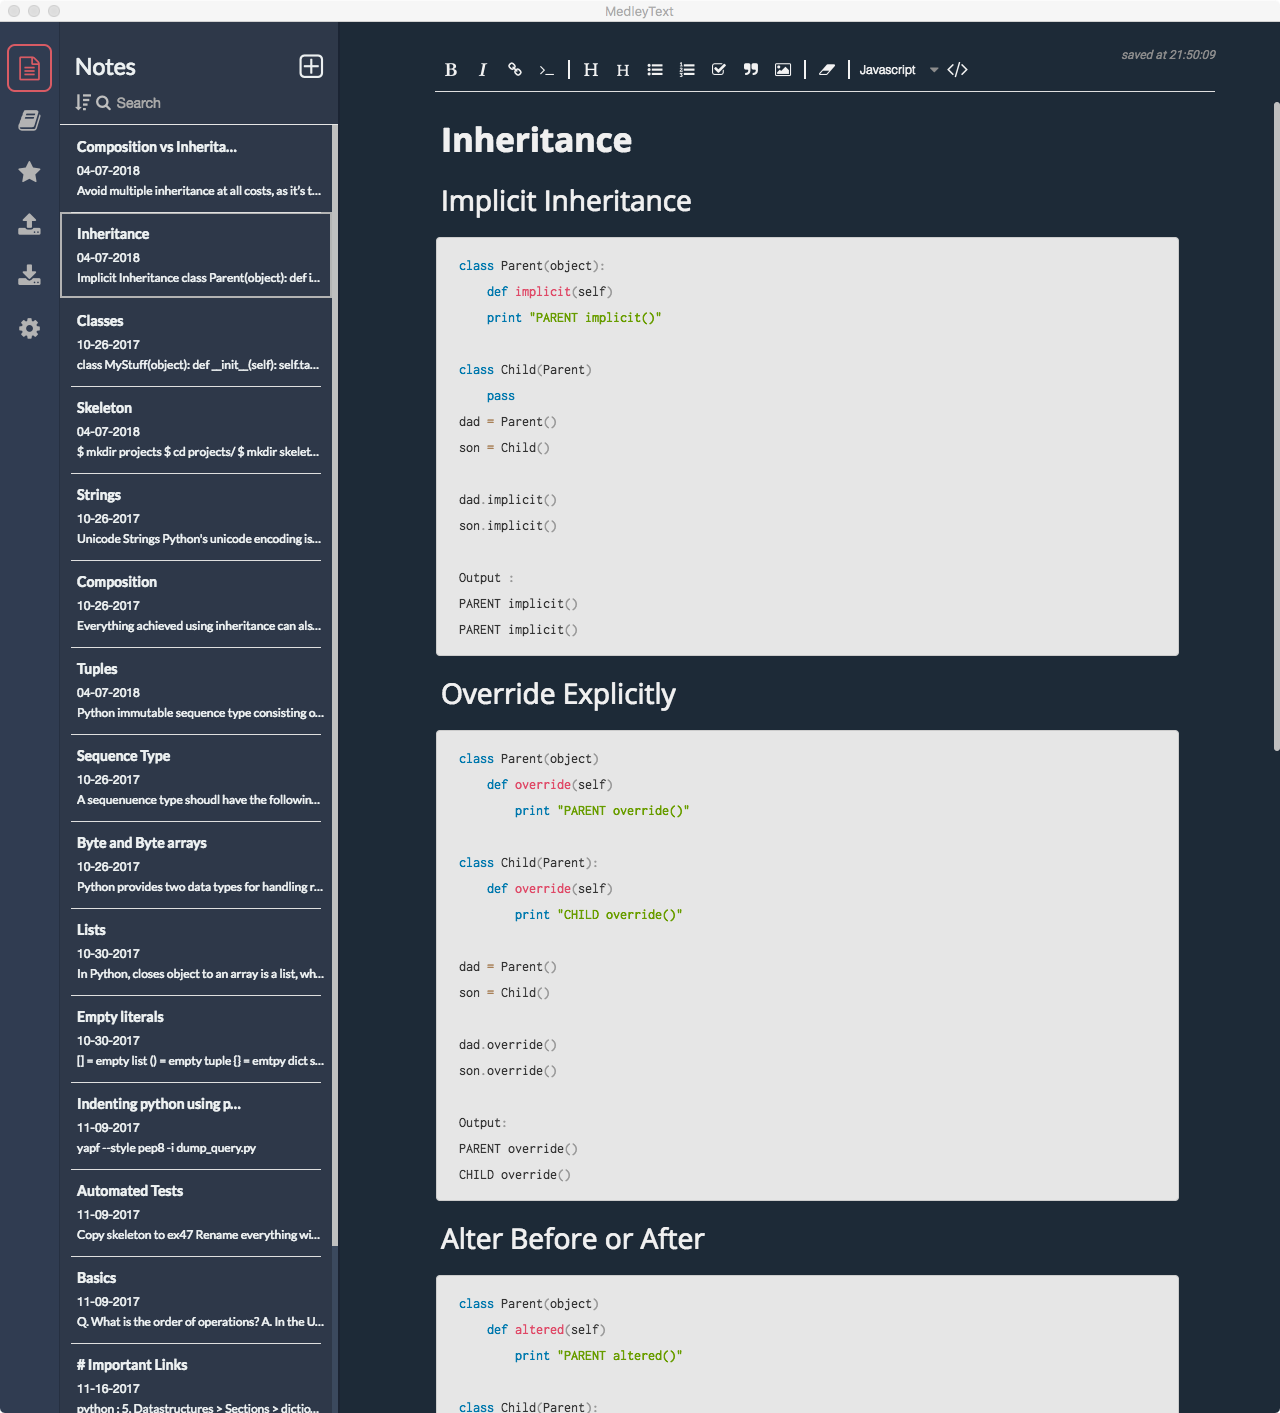 MedleyText
Notes
Search
Composition vs Inherita...
04-07-2018
Avoid multiple inheritance at all costs, as it's t...
Inheritance
04-07-2018
Implicit Inheritance class Parent(object): def i...
Classes
10-26-2017
class MyStuff(object): def __init__(self): self.ta...
Skeleton
04-07-2018
$ mkdir projects $ cd projects/ $ mkdir skelet...
Strings
10-26-2017
Unicode Strings Python's unicode encoding is...
Composition
10-26-2017
Everything achieved using inheritance can als...
Tuples
04-07-2018
Python immutable sequence type consisting o...
Sequence Type
10-26-2017
A sequenuence type shoudl have the followin...
Byte and Byte arrays
10-26-2017
Python provides two data types for handling r...
Lists
10-30-2017
In Python, closes object to an array is a list, wh...
Empty literals
10-30-2017
[] = empty list () = empty tuple {} = emtpy dict s...
Indenting python using p...
11-09-2017
yapf --style pep8 -i dump_query.py
Automated Tests
11-09-2017
Copy skeleton to ex47 Rename everything wi...
Basics
11-09-2017
Q. What is the order of operations? A. In the U...
# Important Links
11-16-2017
python : 5. Datastructures > Sections > dictio...
saved at 21:50:09
B I H H Javascript
Inheritance
Implicit Inheritance
class Parent(object):
    def implicit(self)
    print "PARENT implicit()"
class Child(Parent)
    pass
dad = Parent()
son = Child()
dad.implicit()
son.implicit()
Output :
PARENT implicit()
PARENT implicit()
Override Explicitly
class Parent(object)
    def override(self)
        print "PARENT override()"
class Child(Parent):
    def override(self)
        print "CHILD override()"
dad = Parent()
son = Child()
dad.override()
son.override()
Output:
PARENT override()
CHILD override()
Alter Before or After
class Parent(object)
    def altered(self)
        print "PARENT altered()"
class Child(Parent):